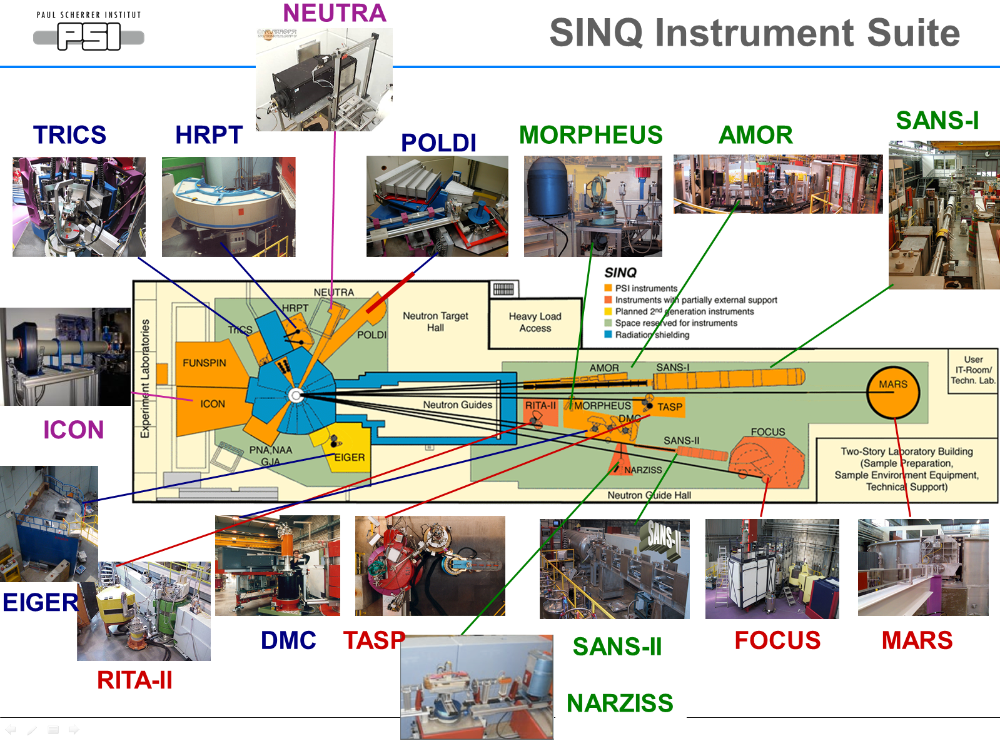 PAUL SCHERRER INSTITUT
PSI
NEUTRA
SINQ Instrument Suite
©NEUTRA@PSI
TRICS
HRPT
POLDI
MORPHEUS
AMOR
SANS-I
SINQ
PSI instruments
Instruments with partially external support
Planned 2nd generation instruments
Space reserved for instruments
Radiation shielding
NEUTRA
HRPT
TriCS
POLDI
Neutron Target
Hall
Heavy Load
Access
Experiment Laboratories
FUNSPIN
ICON
PNA,NAA
GJA
EIGER
Neutron Guides
AMOR
SANS-I
RITA-II
MORPHEUS
TASP
DMC
SANS-II
NARZISS
FOCUS
MARS
User
IT-Room/
Techn. Lab.
Two-Story Laboratory Building
(Sample Preparation,
Sample Environment Equipment,
Technical Support)
Neutron Guide Hall
ICON
EIGER
RITA-II
DMC
TASP
SANS-II
SANS-II
FOCUS
MARS
NARZISS